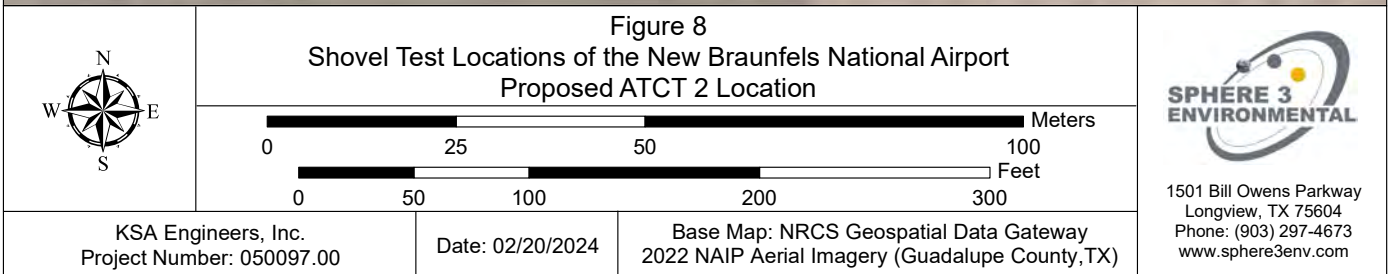 Figure 8
Shovel Test Locations of the New Braunfels National Airport
Proposed ATCT 2 Location
N
W E
S
Meters
0 25 50 100
Feet
0 50 100 200 300
KSA Engineers, Inc.
Project Number: 050097.00
Date: 02/20/2024
Base Map: NRCS Geospatial Data Gateway
2022 NAIP Aerial Imagery (Guadalupe County,TX)
SPHERE 3
ENVIRONMENTAL
1501 Bill Owens Parkway
Longview, TX 75604
Phone: (903) 297-4673
www.sphere3env.com